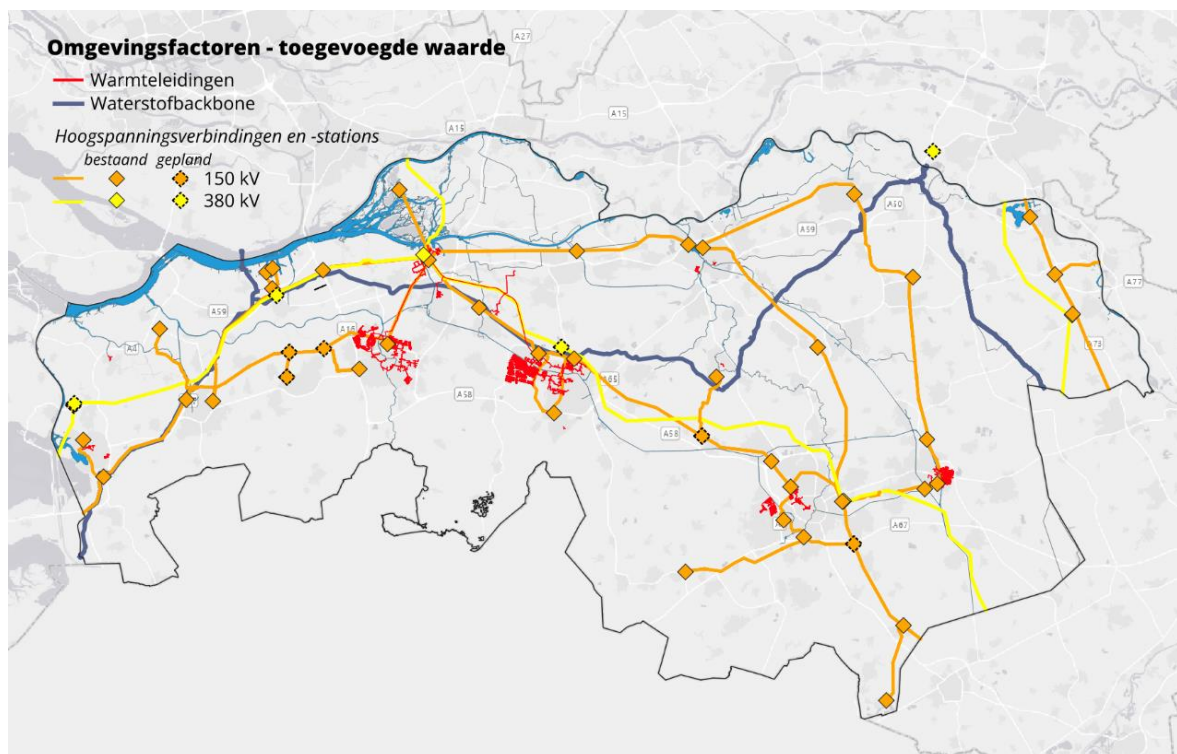 Omgevingsfactoren - toegevoegde waarde
Warmteleidingen
Waterstofbackbone
Hoogspanningsverbindingen en -stations
bestaand gepland
150 kV
380 kV
A27
A15
A15
A50
A59
A77
A59
A4
A16
A73
A65
A58
A58
A67